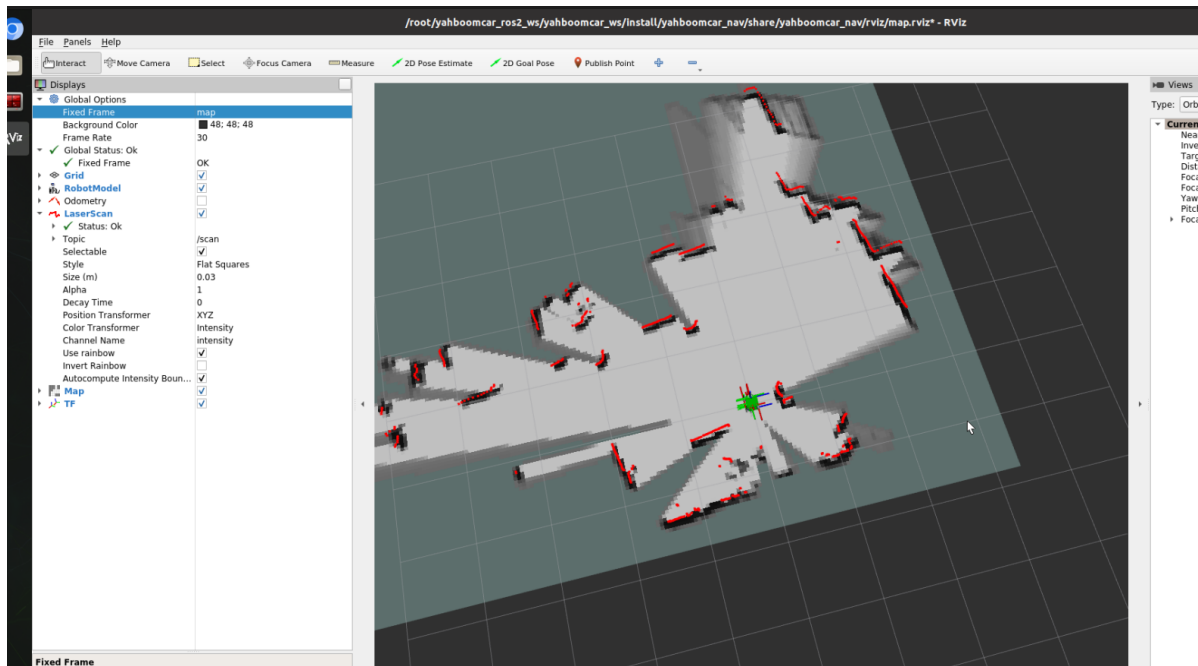 /root/yahboomcar_ros2_ws/yahboomcar_ws/install/yahboomcar_nav/share/yahboomcar_nav/rviz/map.rviz* - RViz
File Panels Help
Interact Move Camera Select Focus Camera Measure 2D Pose Estimate 2D Goal Pose Publish Point
Displays
Global Options
Fixed Frame map
Background Color 48; 48; 48
Frame Rate 30
Global Status: Ok
Fixed Frame OK
Grid
RobotModel
Odometry
LaserScan
Status: Ok
Topic /scan
Selectable
Style Flat Squares
Size (m) 0.03
Alpha 1
Decay Time 0
Position Transformer XYZ
Color Transformer Intensity
Channel Name intensity
Use rainbow
Invert Rainbow
Autocompute Intensity Boun...
Map
TF
Fixed Frame
RViz
Views
Type: Orb
Curren
Nea
Inve
Targ
Dist
Foca
Foca
Yaw
Pitc
Foca